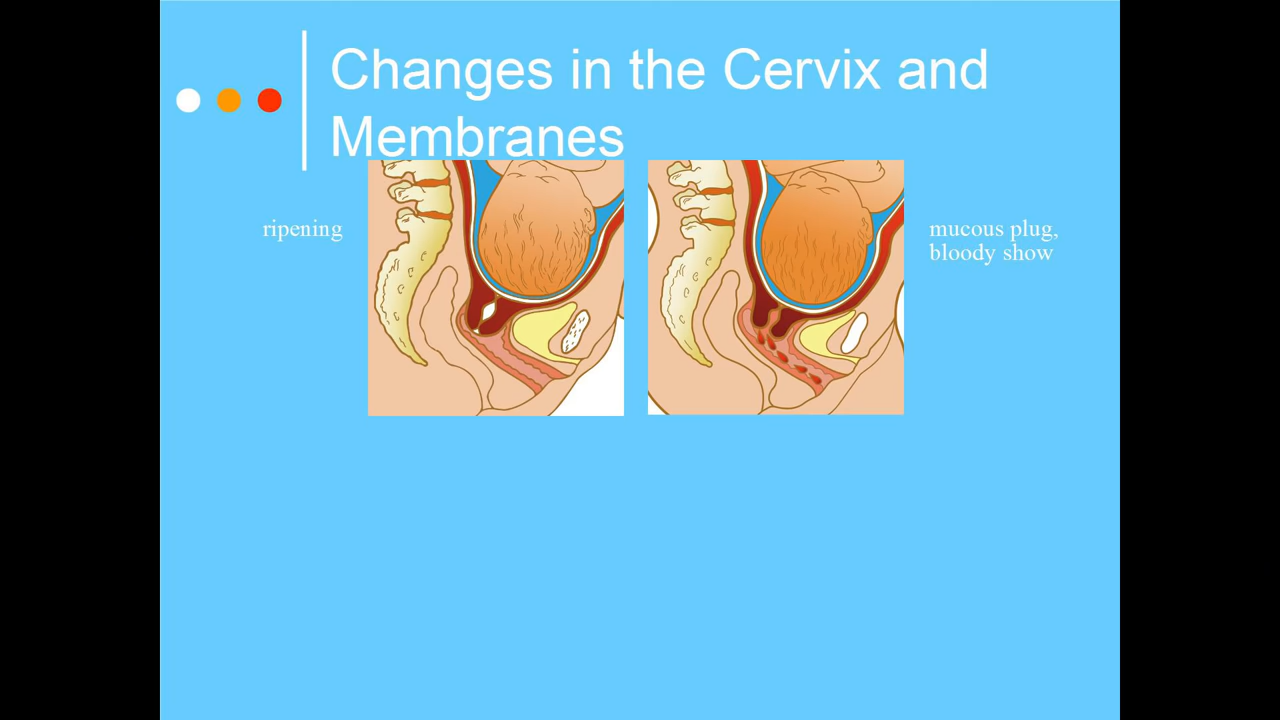 Changes in the Cervix and
Membranes
ripening
mucous plug,
bloody show